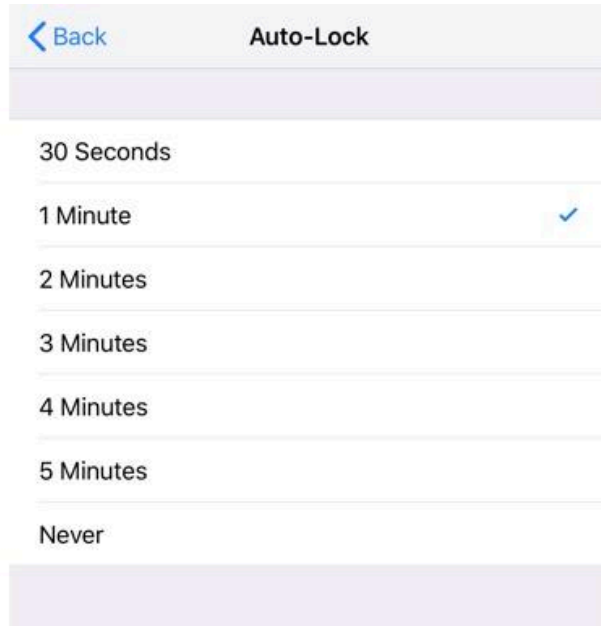 Back
Auto-Lock
30 Seconds
1 Minute
2 Minutes
3 Minutes
4 Minutes
5 Minutes
Never